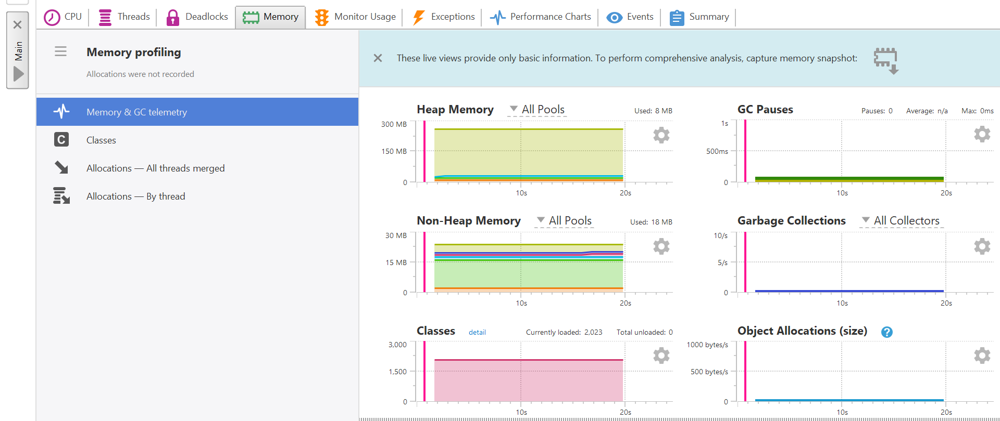 CPU Threads Deadlocks Memory Monitor Usage Exceptions Performance Charts Events Summary
Main
Memory profiling
Allocations were not recorded
Memory & GC telemetry
C Classes
Allocations — All threads merged
Allocations — By thread
These live views provide only basic information. To perform comprehensive analysis, capture memory snapshot:
Heap Memory All Pools Used: 8 MB
300 MB
150 MB
0
10s 20s
GC Pauses Pauses: 0 Average: n/a Max: 0ms
1s
500ms
0
10s 20s
Non-Heap Memory All Pools Used: 18 MB
30 MB
15 MB
0
10s 20s
Garbage Collections All Collectors
10/s
5/s
0
10s 20s
Classes detail Currently loaded: 2,023 Total unloaded: 0
3,000
1,500
0
10s 20s
Object Allocations (size) ?
1000 bytes/s
500 bytes/s
0
10s 20s